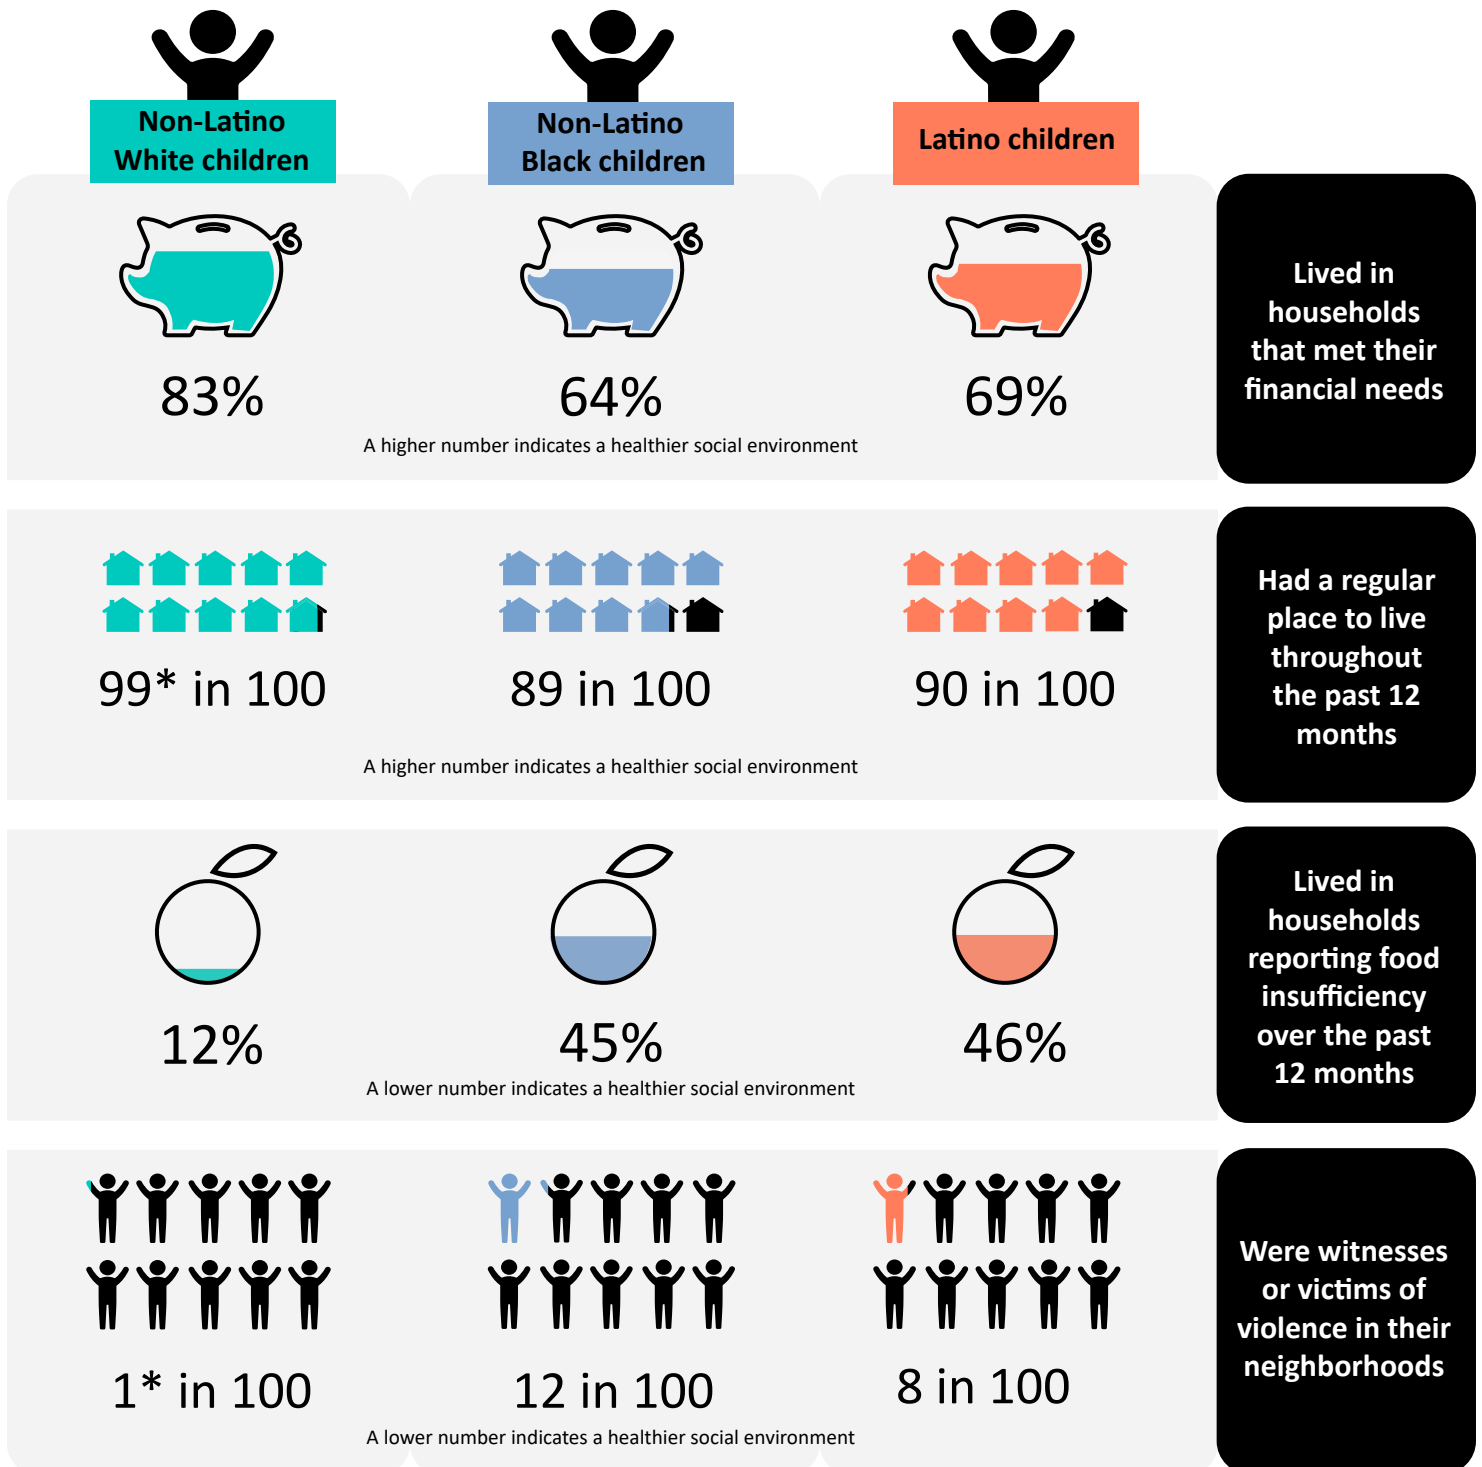 Non-Latino
White children
Non-Latino
Black children
Latino children
83%
64%
69%
A higher number indicates a healthier social environment
Lived in
households
that met their
financial needs
99* in 100
89 in 100
90 in 100
A higher number indicates a healthier social environment
Had a regular
place to live
throughout
the past 12
months
12%
45%
46%
A lower number indicates a healthier social environment
Lived in
households
reporting food
insufficiency
over the past
12 months
1* in 100
12 in 100
8 in 100
A lower number indicates a healthier social environment
Were witnesses
or victims of
violence in their
neighborhoods